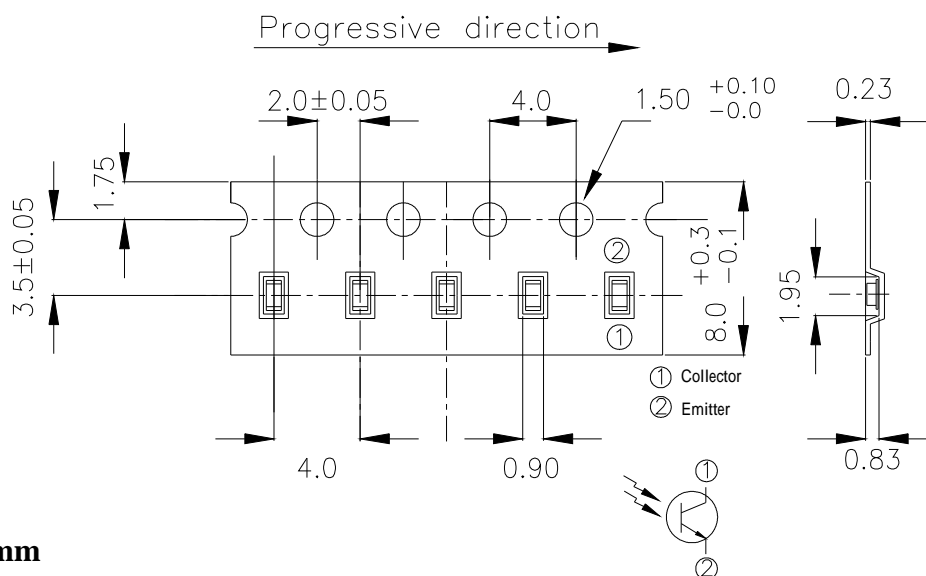 Progressive direction
2.0±0.05
4.0
1.50 +0.10 -0.0
0.23
1.75
3.5±0.05
②
8.0 +0.3 -0.1
1.95
①
① Collector
② Emitter
4.0
0.90
0.83
①
mm
②